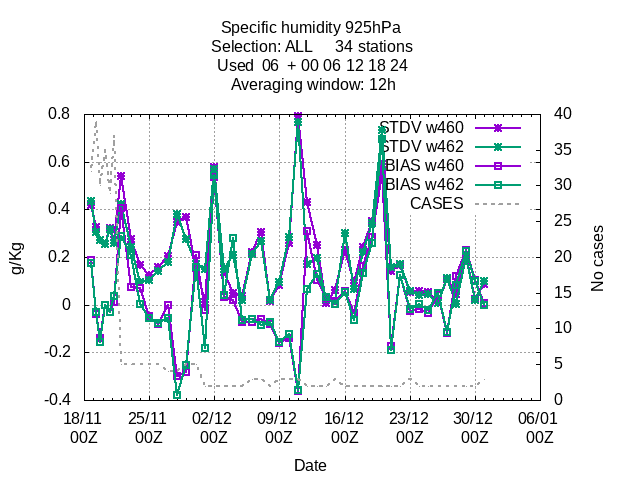 Specific humidity 925hPa
Selection: ALL     34 stations
Used  06  + 00 06 12 18 24
Averaging window: 12h
STDV w460
STDV w462
BIAS w460
BIAS w462
CASES
g/Kg
0.8
0.6
0.4
0.2
0
-0.2
-0.4
No cases
40
35
30
25
20
15
10
5
0
18/11 25/11 02/12 09/12 16/12 23/12 30/12 06/01
00Z 00Z 00Z 00Z 00Z 00Z 00Z 00Z
Date